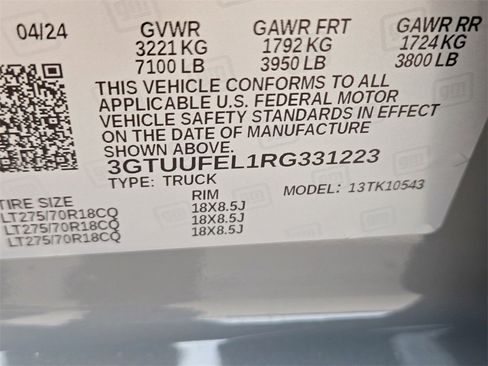 04/24 GVWR GAWR FRT GAWR RR
3221 KG 1792 KG 1724 KG
7100 LB 3950 LB 3800 LB
THIS VEHICLE CONFORMS TO ALL
APPLICABLE U.S. FEDERAL MOTOR
VEHICLE SAFETY STANDARDS IN EFFECT
ON THE DATE OF MANUFACTURE
SHOWN ABOVE.
3GTUUFEL1RG331223
TYPE: TRUCK MODEL: 13TK10543
TIRE SIZE RIM
LT275/70R18CQ 18X8.5J
LT275/70R18CQ 18X8.5J
LT275/70R18CQ 18X8.5J